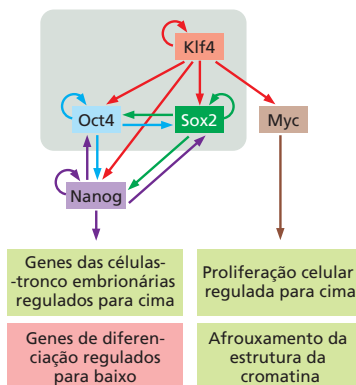 Klf4
Oct4
Sox2
Myc
Nanog
Genes das células-
-tronco embrionárias
regulados para cima
Proliferação celular
regulada para cima
Genes de diferen-
ciação regulados
para baixo
Afrouxamento da
estrutura da
cromatina